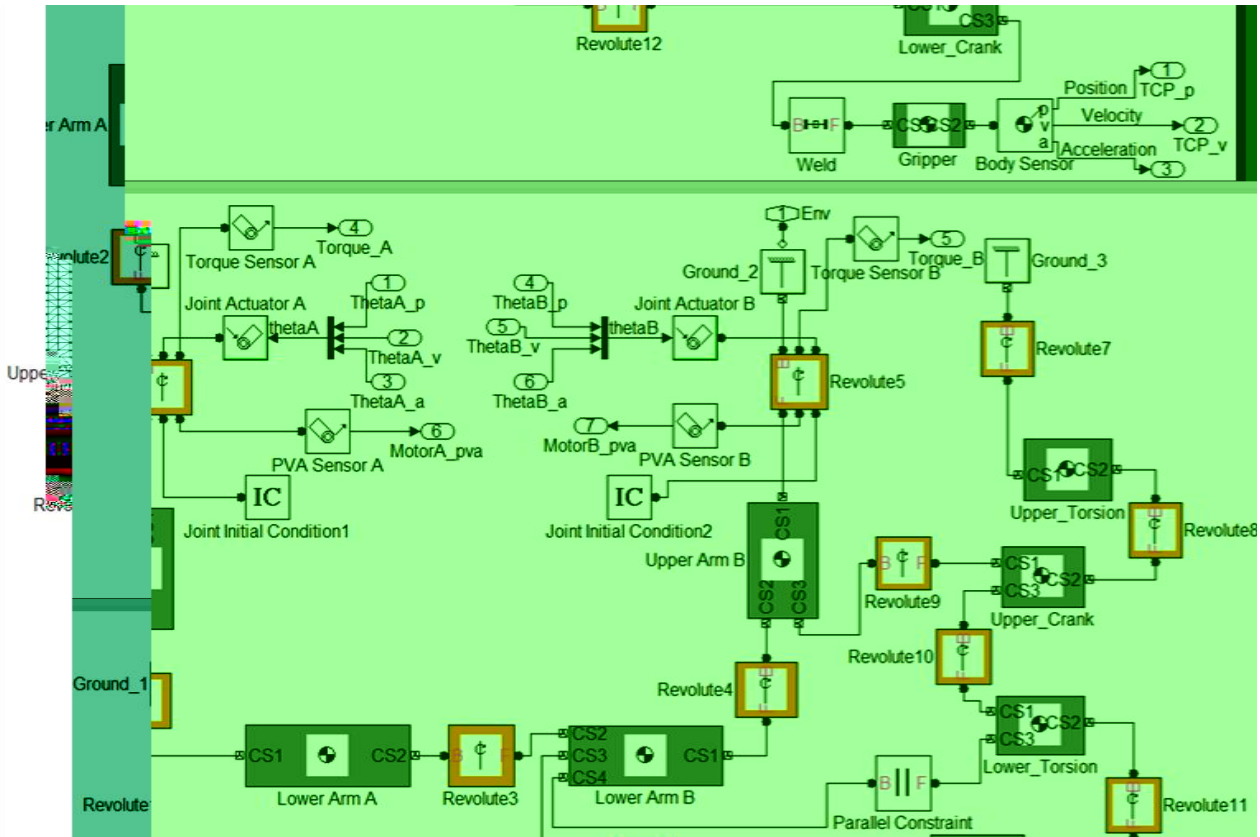 Revolute12
CS3
Lower_Crank
Position
1
TCP_p
Velocity
2
TCP_v
Acceleration
3
p
v
a
B F
Weld
CS2
Gripper
Body Sensor
er Arm A
4
Torque_A
Torque Sensor A
1
Env
Ground_2
5
Torque_B
Torque Sensor B
Ground_3
Joint Actuator A
thetaA
1
ThetaA_p
2
ThetaA_v
3
ThetaA_a
4
ThetaB_p
5
ThetaB_v
6
ThetaB_a
thetaB
Joint Actuator B
Revolute5
Revolute7
6
MotorA_pva
PVA Sensor A
7
MotorB_pva
PVA Sensor B
IC
Joint Initial Condition1
IC
Joint Initial Condition2
CS1
CS2
Upper_Torsion
Revolute8
CS1
Upper Arm B
CS2
CS3
B F
Revolute9
CS1
CS3
CS2
Upper_Crank
Revolute10
Ground_1
Revolute4
CS1
CS3
CS2
Lower_Torsion
CS1
CS2
Lower Arm A
B F
Revolute3
CS2
CS3
CS4
CS1
Lower Arm B
B F
Parallel Constraint
Revolute11
Revolute